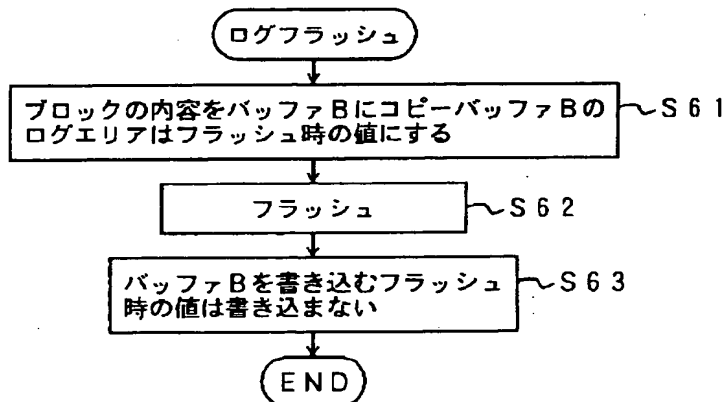 ログフラッシュ
ブロックの内容をバッファBにコピーバッファBの
ログエリアはフラッシュ時の値にする
S61
フラッシュ
S62
バッファBを書き込むフラッシュ
時の値は書き込まない
S63
END